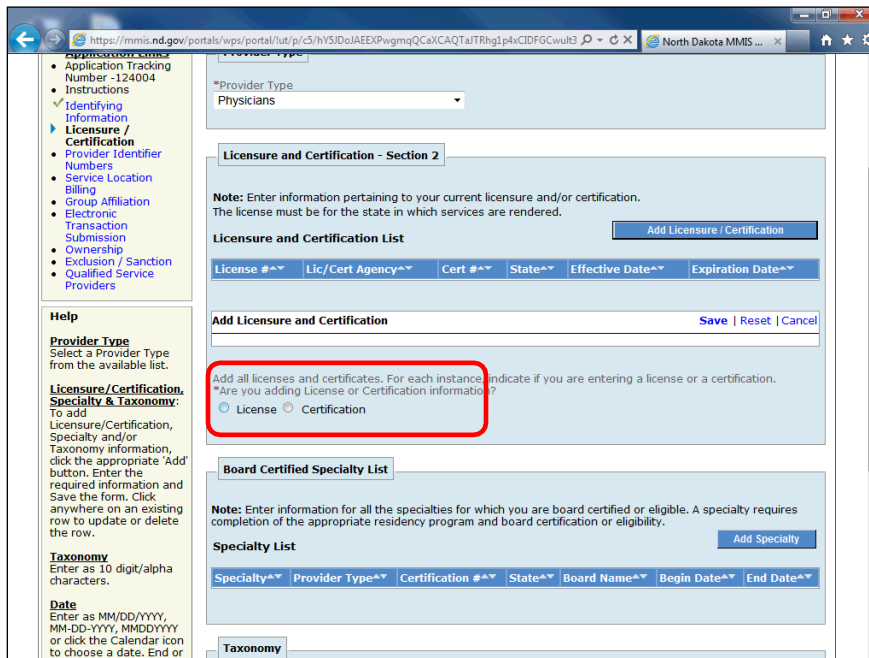 https://mmis.nd.gov/portals/wps/portal/!ut/p/c5/hY5JDoJAEEXPwgmqQCaXCAQTaJTRhg1p4xCIDFGCwult3
North Dakota MMIS ...
Application Links
• Application Tracking
Number -124004
• Instructions
Identifying
Information
Licensure /
Certification
• Provider Identifier
Numbers
• Service Location
Billing
• Group Affiliation
• Electronic
Transaction
Submission
• Ownership
• Exclusion / Sanction
• Qualified Service
Providers
Help
Provider Type
Select a Provider Type
from the available list.
Licensure/Certification,
Specialty & Taxonomy:
To add
Licensure/Certification,
Specialty and/or
Taxonomy information,
click the appropriate 'Add'
button. Enter the
required information and
Save the form. Click
anywhere on an existing
row to update or delete
the row.
Taxonomy
Enter as 10 digit/alpha
characters.
Date
Enter as MM/DD/YYYY,
MM-DD-YYYY, MMDDYYYY
or click the Calendar icon
to choose a date. End or
Provider Type
*Provider Type
Physicians
Licensure and Certification - Section 2
Note: Enter information pertaining to your current licensure and/or certification.
The license must be for the state in which services are rendered.
Add Licensure / Certification
Licensure and Certification List
License # Lic/Cert Agency Cert # State Effective Date Expiration Date
Add Licensure and Certification Save | Reset | Cancel
Add all licenses and certificates. For each instance, indicate if you are entering a license or a certification.
*Are you adding License or Certification information?
License Certification
Board Certified Specialty List
Note: Enter information for all the specialties for which you are board certified or eligible. A specialty requires
completion of the appropriate residency program and board certification or eligibility.
Add Specialty
Specialty List
Specialty Provider Type Certification # State Board Name Begin Date End Date
Taxonomy